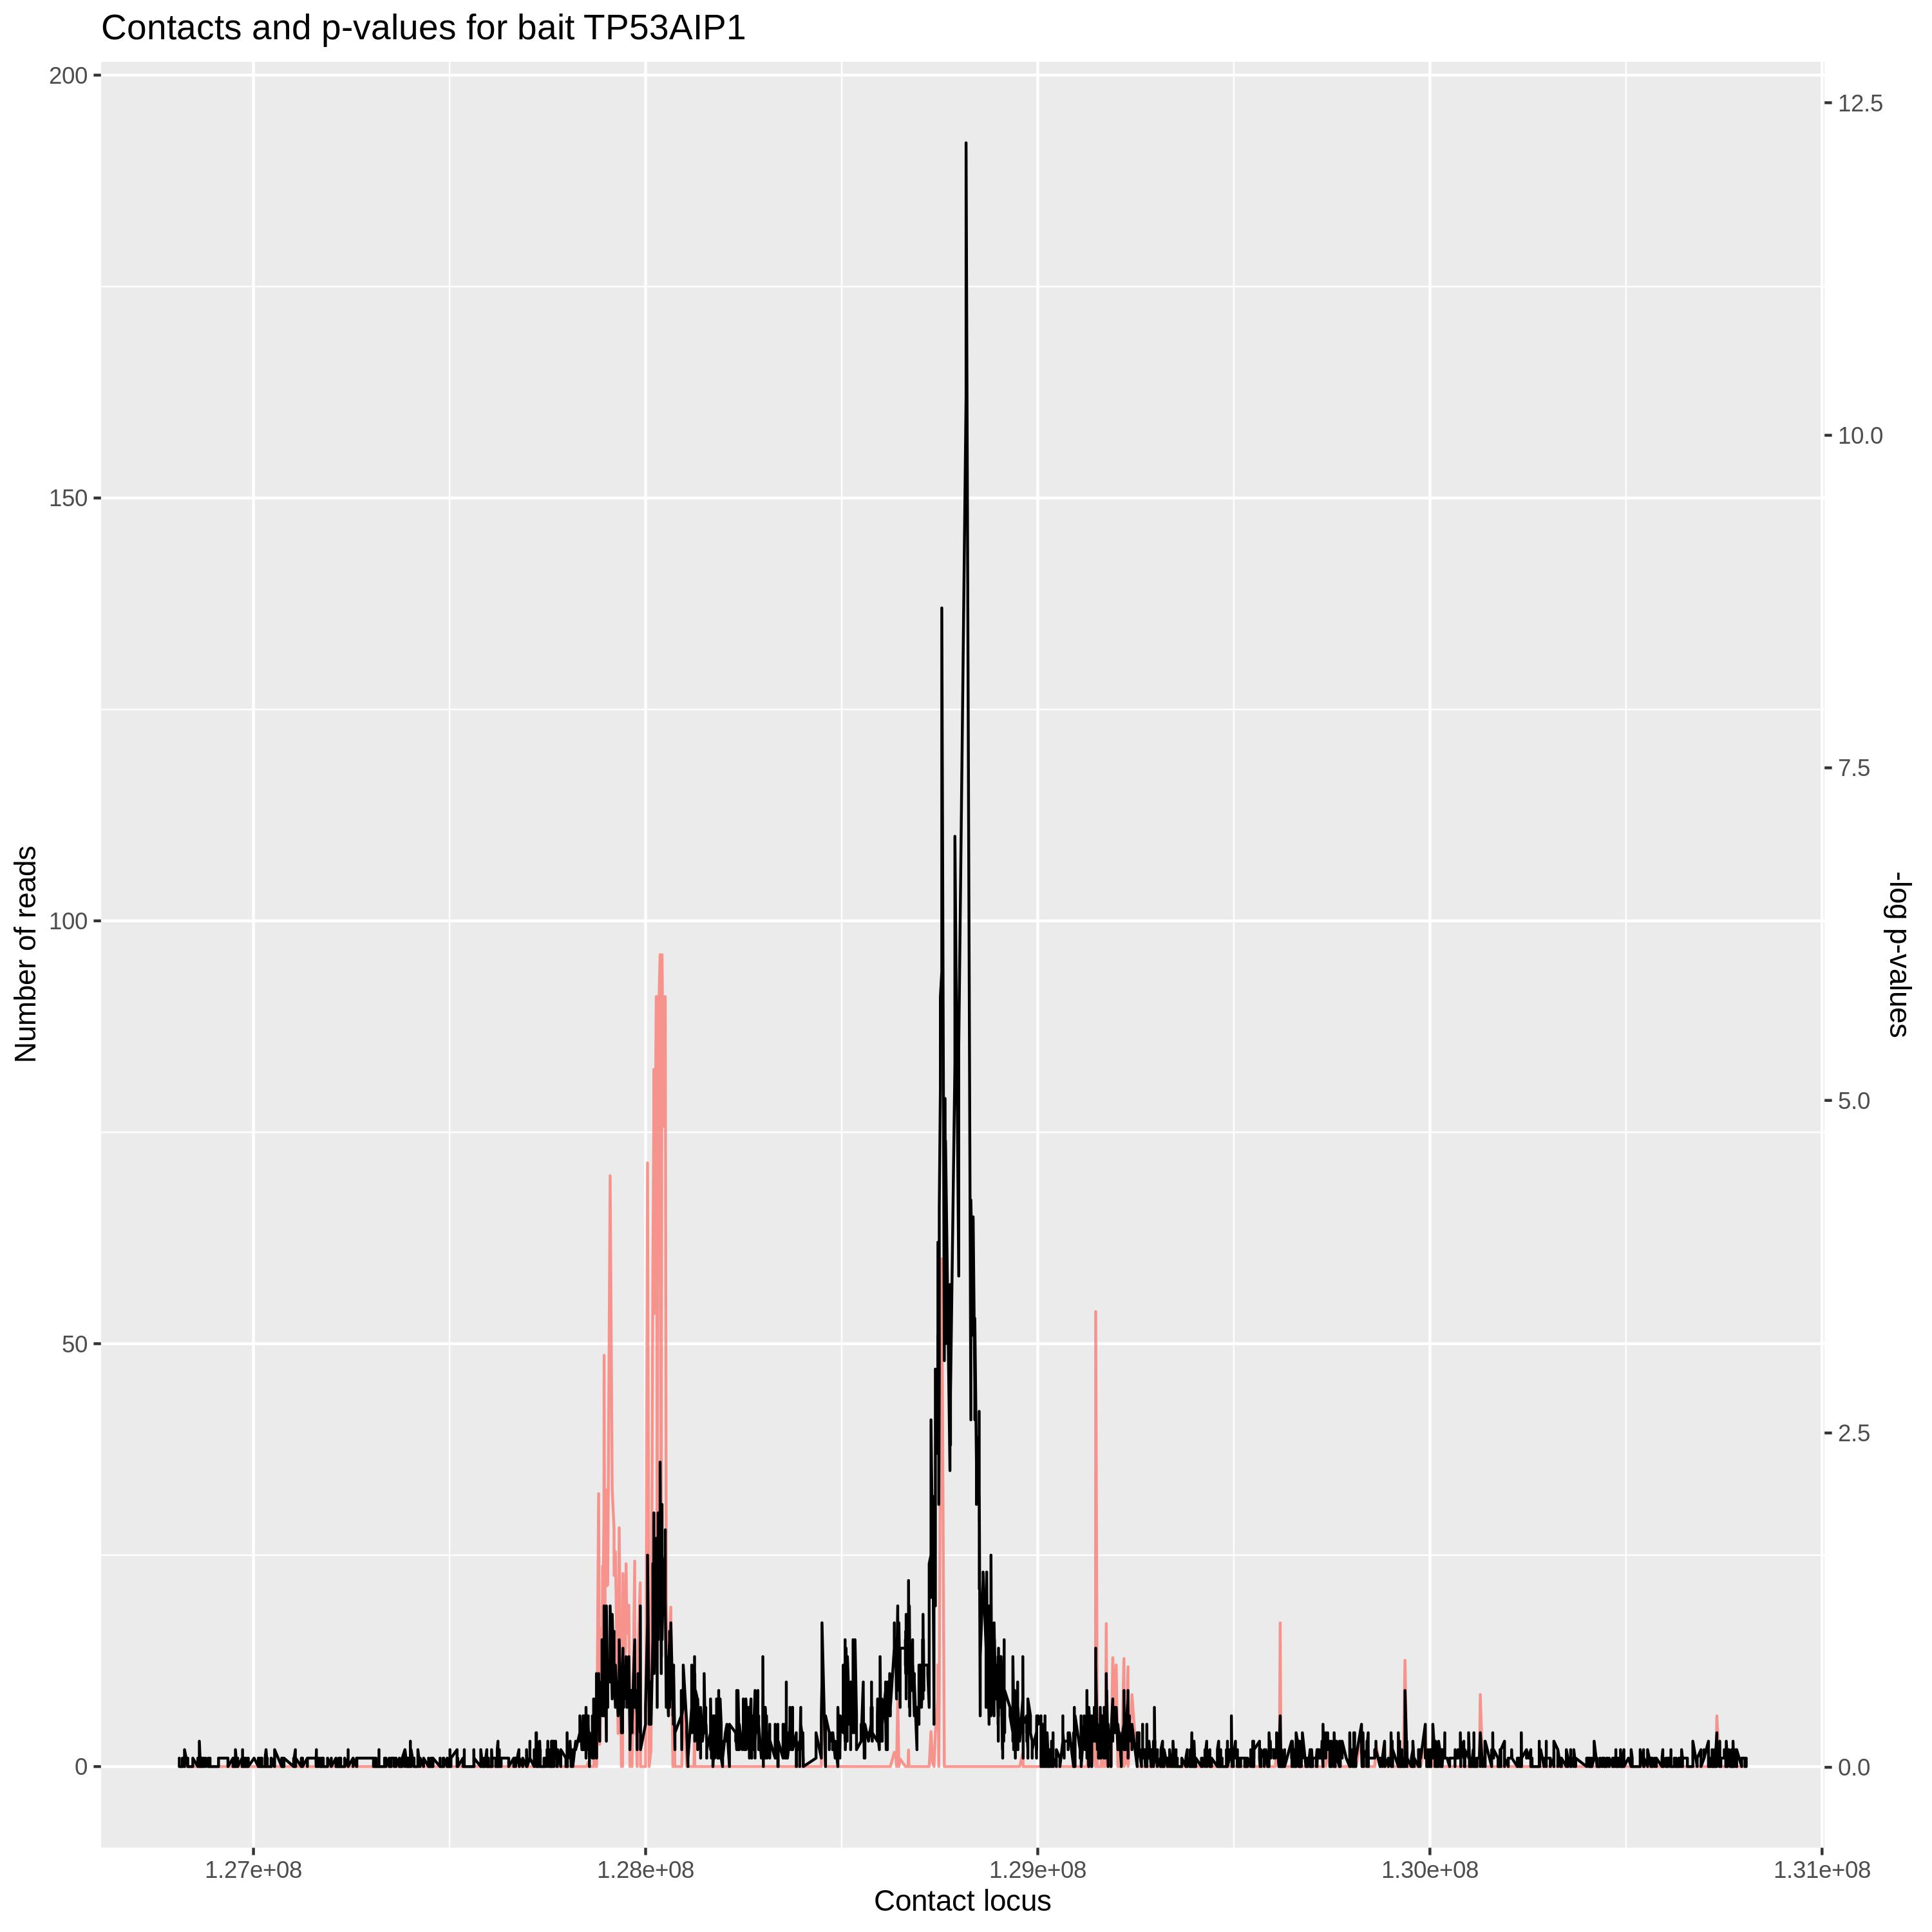 Contacts and p-values for bait TP53AIP1
Number of reads
200
150
100
50
0
12.5
10.0
7.5
5.0
2.5
0.0
-log p-values
1.27e+08 1.28e+08 1.29e+08 1.30e+08 1.31e+08
Contact locus